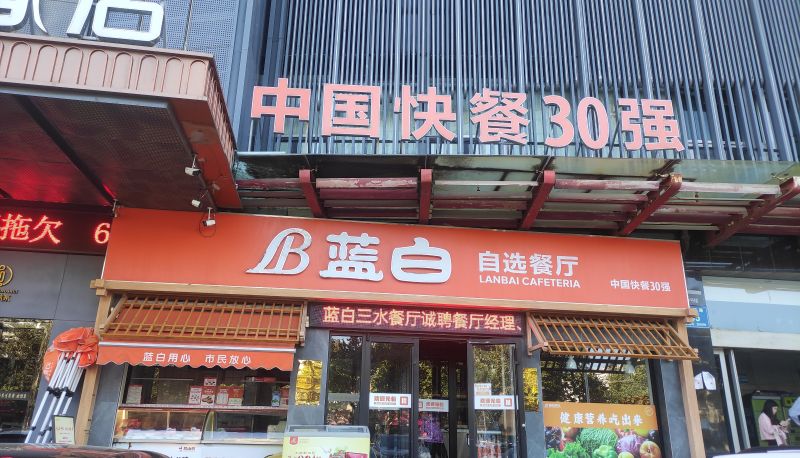 中国快餐30强
拖欠 6
LB 蓝白 自选餐厅
LANBAI CAFETERIA
中国快餐30强
蓝白三水餐厅诚聘餐厅经理
蓝白用心 市民放心
健康营养吃出来